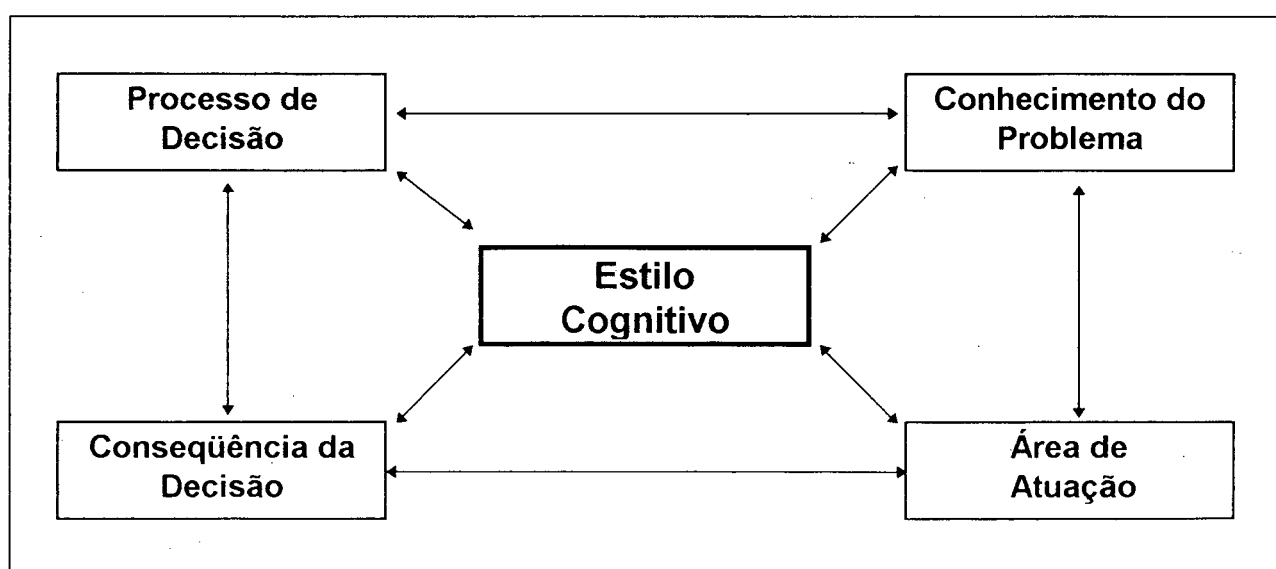 Processo de
Decisão
Conhecimento do
Problema
Estilo
Cognitivo
Conseqüência da
Decisão
Área de
Atuação